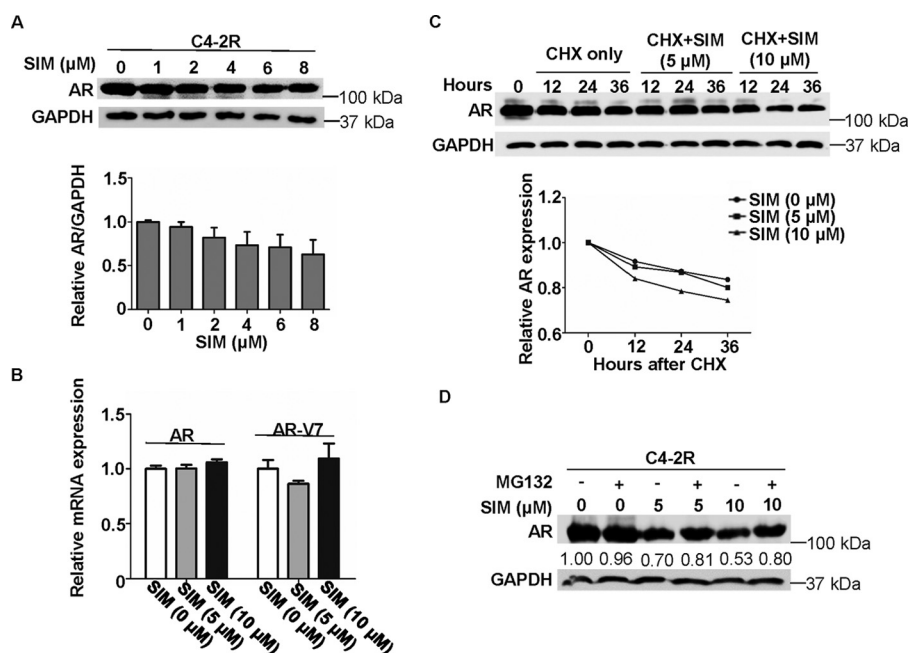 A
C4-2R
SIM (µM)
0 1 2 4 6 8
AR
100 kDa
GAPDH
37 kDa
Relative AR/GAPDH
1.5
1.0
0.5
0
0 1 2 4 6 8
SIM (µM)
B
Relative mRNA expression
1.5
1.0
0.5
0
AR
AR-V7
SIM (0 µM)
SIM (5 µM)
SIM (10 µM)
SIM (0 µM)
SIM (5 µM)
SIM (10 µM)
C
CHX only
CHX+SIM
(5 µM)
CHX+SIM
(10 µM)
Hours 0 12 24 36 12 24 36 12 24 36
AR
100 kDa
GAPDH
37 kDa
Relative AR expression
1.2
1.0
0.8
0.6
SIM (0 µM)
SIM (5 µM)
SIM (10 µM)
0 12 24 36
Hours after CHX
D
C4-2R
MG132 - + - + - +
SIM (µM) 0 0 5 5 10 10
AR
100 kDa
1.00 0.96 0.70 0.81 0.53 0.80
GAPDH
37 kDa